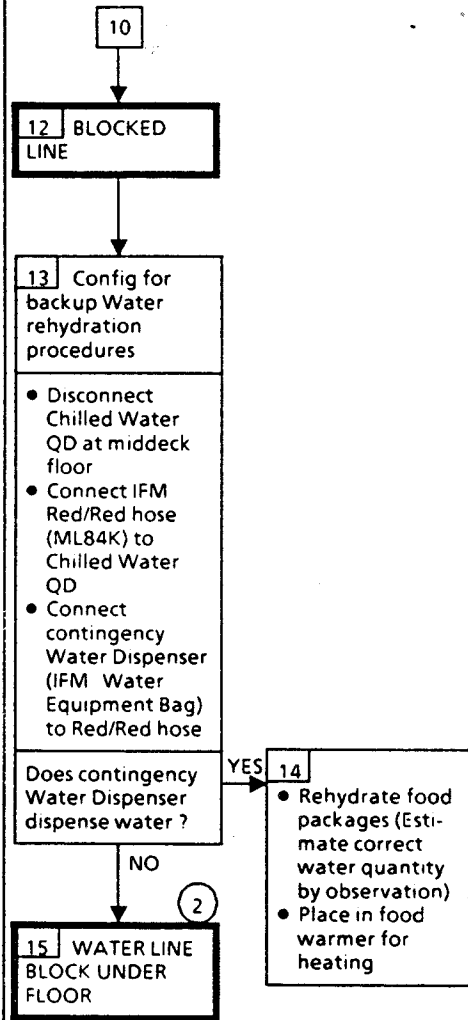 10
12 BLOCKED
LINE
13 Config for
backup Water
rehydration
procedures
• Disconnect
Chilled Water
QD at middeck
floor
• Connect IFM
Red/Red hose
(ML84K) to
Chilled Water
QD
• Connect
contingency
Water Dispenser
(IFM Water
Equipment Bag)
to Red/Red hose
Does contingency
Water Dispenser
dispense water ?
YES
14
• Rehydrate food
packages (Esti-
mate correct
water quantity
by observation)
• Place in food
warmer for
heating
NO
2
15 WATER LINE
BLOCK UNDER
FLOOR